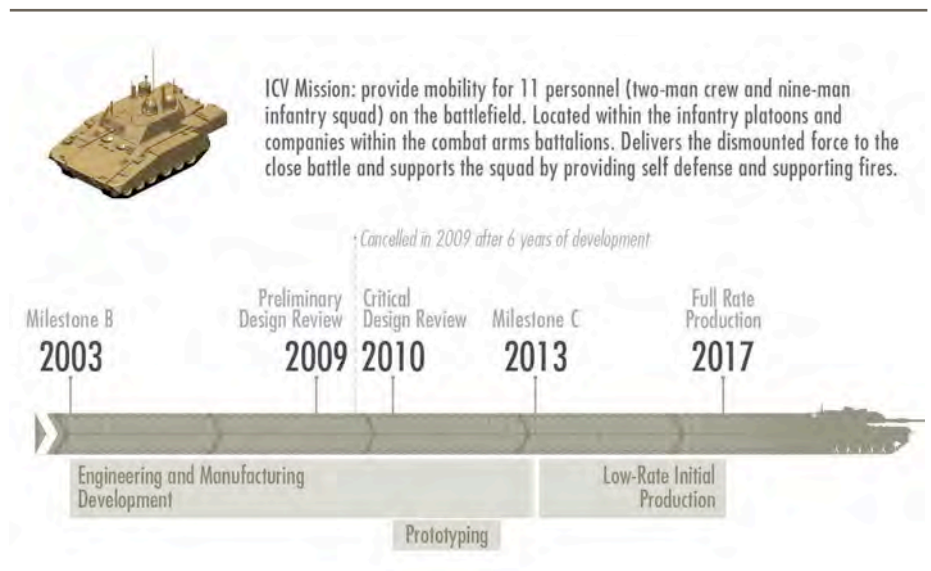 ICV Mission: provide mobility for 11 personnel (two-man crew and nine-man
infantry squad) on the battlefield. Located within the infantry platoons and
companies within the combat arms battalions. Delivers the dismounted force to the
close battle and supports the squad by providing self defense and supporting fires.
Cancelled in 2009 after 6 years of development
Milestone B
2003
Preliminary
Design Review
2009
Critical
Design Review
2010
Milestone C
2013
Full Rate
Production
2017
Engineering and Manufacturing
Development
Low-Rate Initial
Production
Prototyping